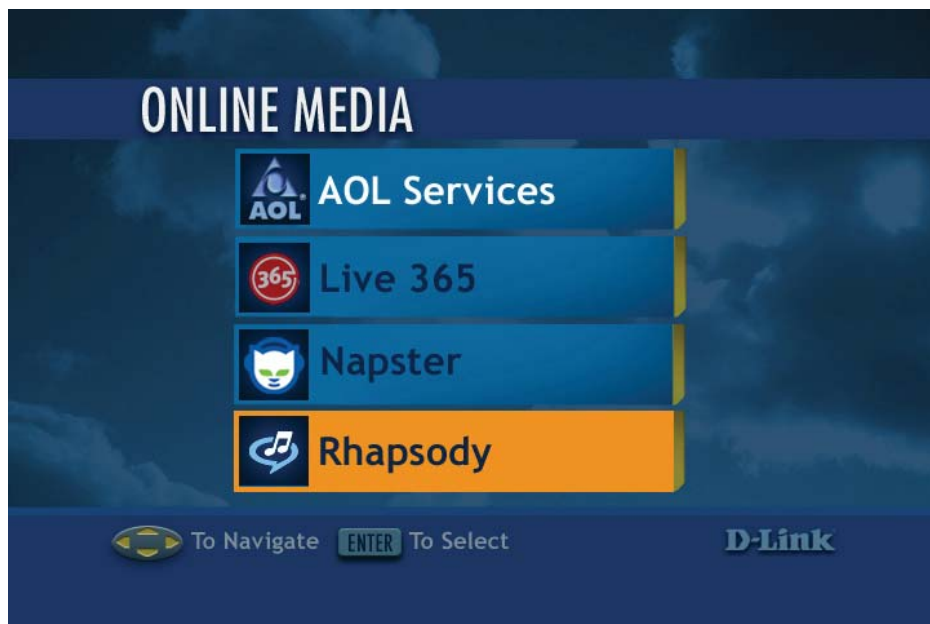 ONLINE MEDIA
AOL
AOL Services
365
Live 365
Napster
Rhapsody
To Navigate ENTER To Select
D-Link